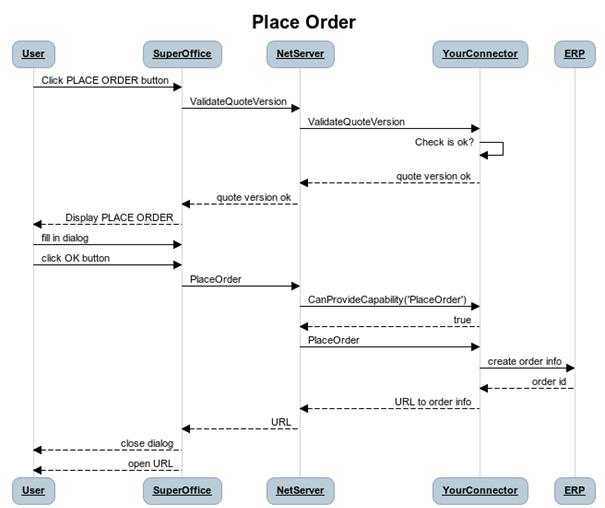 Place Order
User SuperOffice NetServer YourConnector ERP
Click PLACE ORDER button
ValidateQuoteVersion
ValidateQuoteVersion
Check is ok?
quote version ok
quote version ok
Display PLACE ORDER
fill in dialog
click OK button
PlaceOrder
CanProvideCapability('PlaceOrder')
true
PlaceOrder
create order info
order id
URL to order info
URL
close dialog
open URL
User SuperOffice NetServer YourConnector ERP